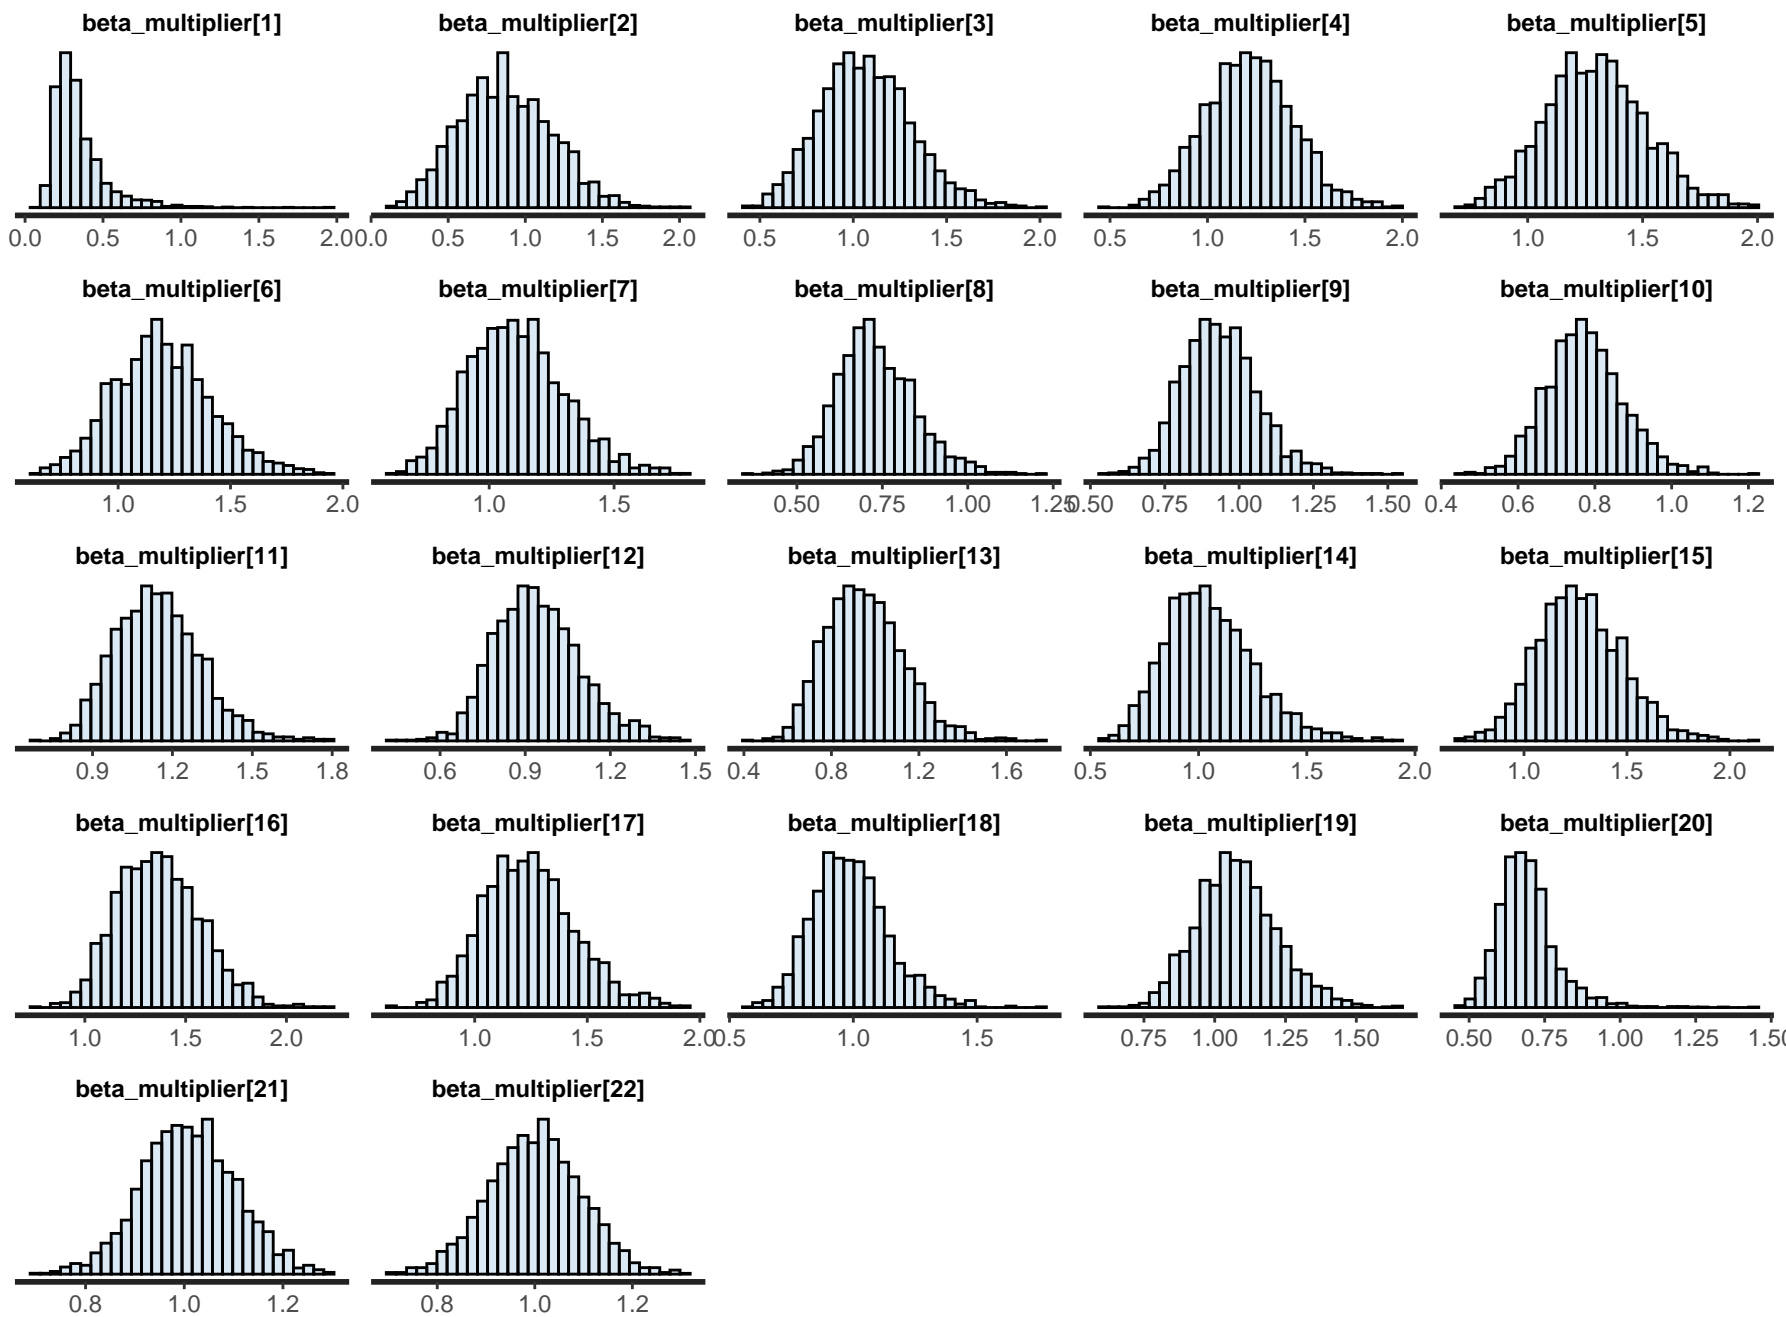 beta_multiplier[1] beta_multiplier[2] beta_multiplier[3] beta_multiplier[4] beta_multiplier[5]
0.0 0.5 1.0 1.5 2.0 0.0 0.5 1.0 1.5 2.0 0.5 1.0 1.5 2.0 0.5 1.0 1.5 2.0 1.0 1.5 2.0
beta_multiplier[6] beta_multiplier[7] beta_multiplier[8] beta_multiplier[9] beta_multiplier[10]
1.0 1.5 2.0 1.0 1.5 0.50 0.75 1.00 1.25 0.50 0.75 1.00 1.25 1.50 0.4 0.6 0.8 1.0 1.2
beta_multiplier[11] beta_multiplier[12] beta_multiplier[13] beta_multiplier[14] beta_multiplier[15]
0.9 1.2 1.5 1.8 0.6 0.9 1.2 1.5 0.4 0.8 1.2 1.6 0.5 1.0 1.5 2.0 1.0 1.5 2.0
beta_multiplier[16] beta_multiplier[17] beta_multiplier[18] beta_multiplier[19] beta_multiplier[20]
1.0 1.5 2.0 1.0 1.5 2.0 0.5 1.0 1.5 0.75 1.00 1.25 1.50 0.50 0.75 1.00 1.25 1.50
beta_multiplier[21] beta_multiplier[22]
0.8 1.0 1.2 0.8 1.0 1.2